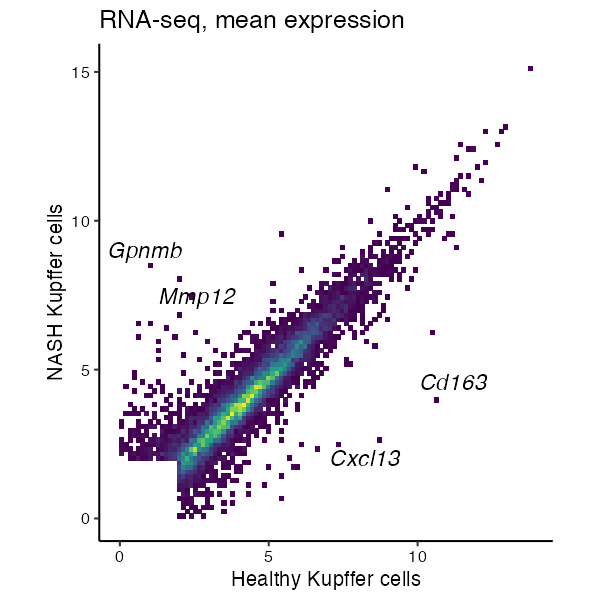 RNA-seq, mean expression
15
10
5
0
NASH Kupffer cells
Gpnmb
Mmp12
Cd163
Cxcl13
0
5
10
Healthy Kupffer cells